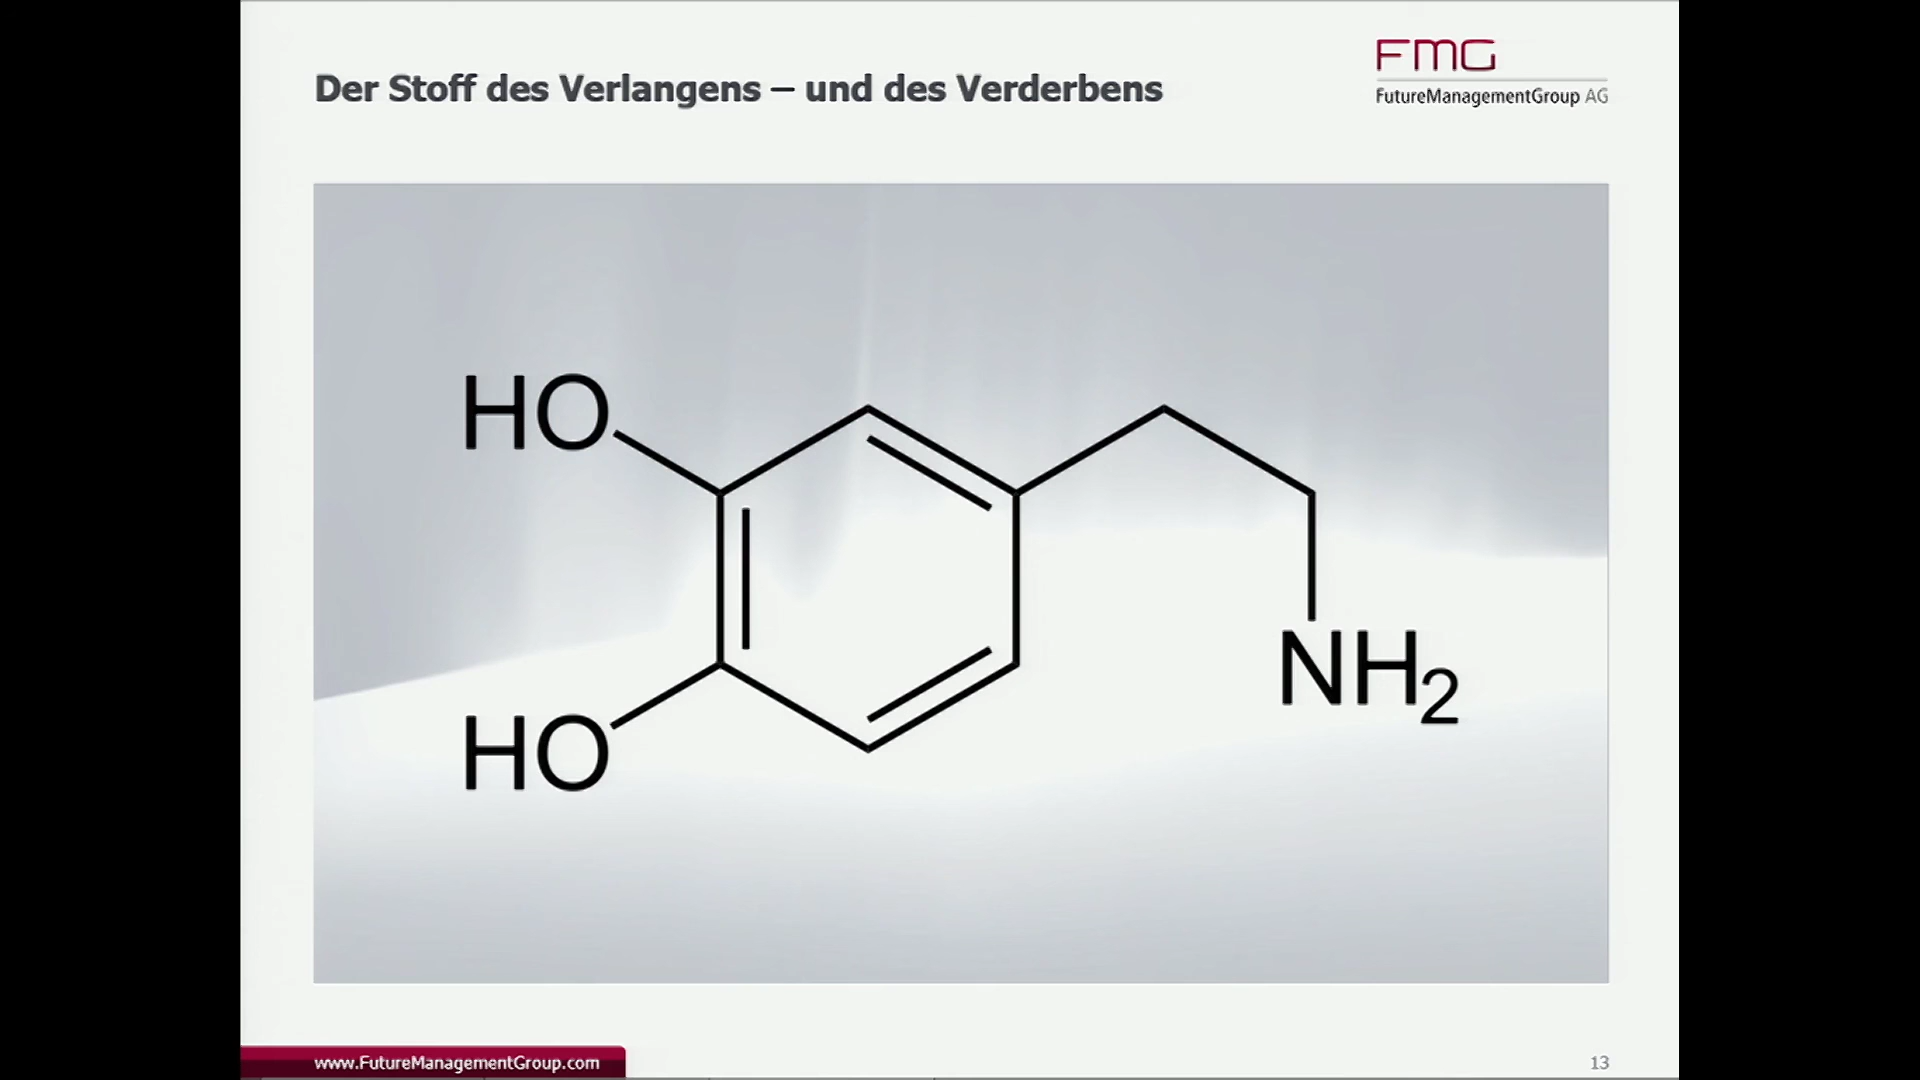 Der Stoff des Verlangens – und des Verderbens
FMG
FutureManagementGroup AG
HO
HO
NH2
www.FutureManagementGroup.com
13